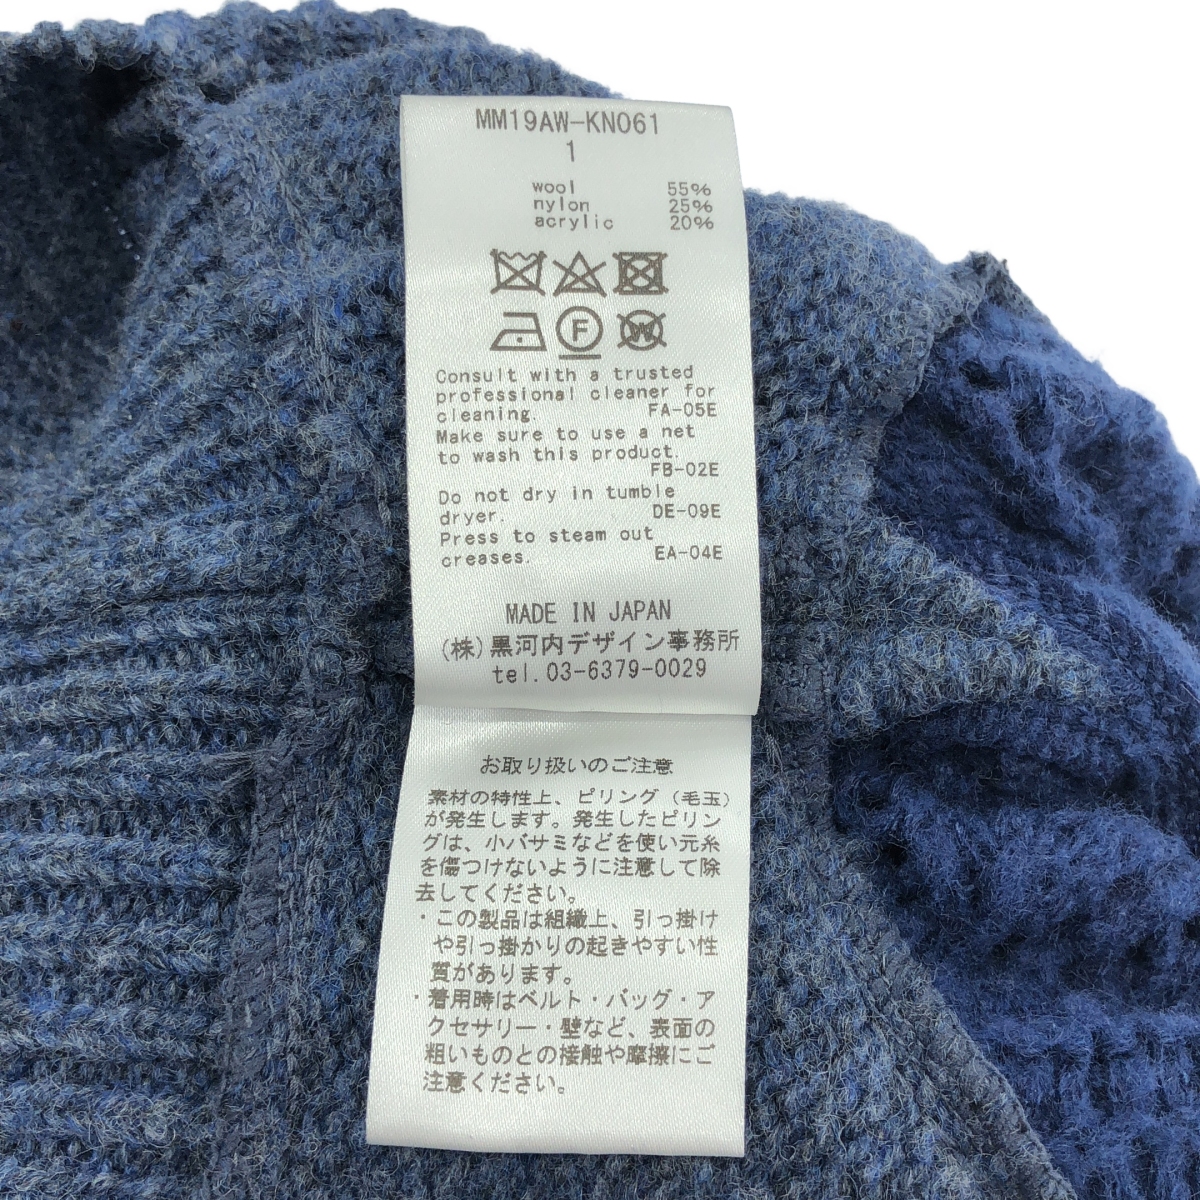 MM19AW-KN061
1
wool 55%
nylon 25%
acrylic 20%
F
W
Consult with a trusted
professional cleaner for
cleaning. FA-05E
Make sure to use a net
to wash this product.
FB-02E
Do not dry in tumble
dryer. DE-09E
Press to steam out
creases. EA-04E
MADE IN JAPAN
(株)黒河内デザイン事務所
tel.03-6379-0029
お取り扱いのご注意
素材の特性上、ピリング（毛玉）
が発生します。発生したピリン
グは、小バサミなどを使い元糸
を傷つけないように注意して除
去してください。
・この製品は組織上、引っ掛け
や引っ掛かりの起きやすい性
質があります。
・着用時はベルト・バッグ・ア
クセサリー・壁など、表面の
粗いものとの接触や摩擦にご
注意ください。